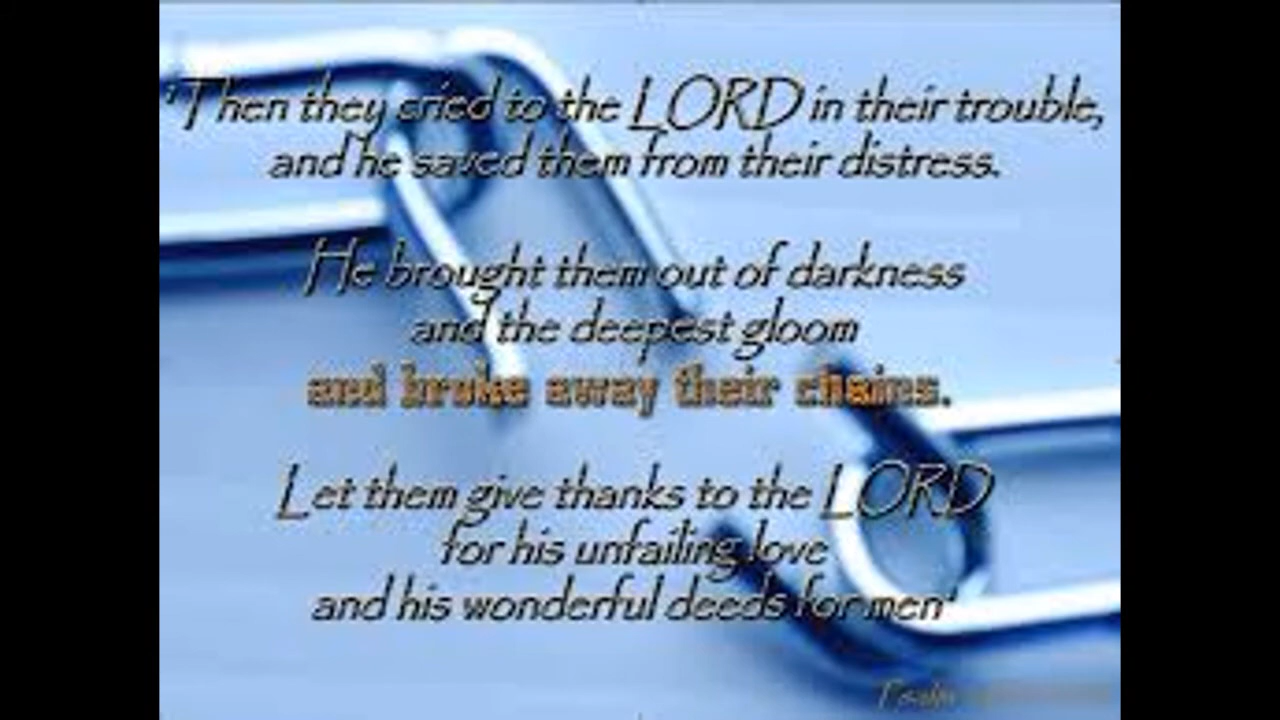 'Then they cried to the LORD in their trouble,
and he saved them from their distress.
He brought them out of darkness
and the deepest gloom
and broke away their chains.
Let them give thanks to the LORD
for his unfailing love
and his wonderful deeds for men'
Psalm